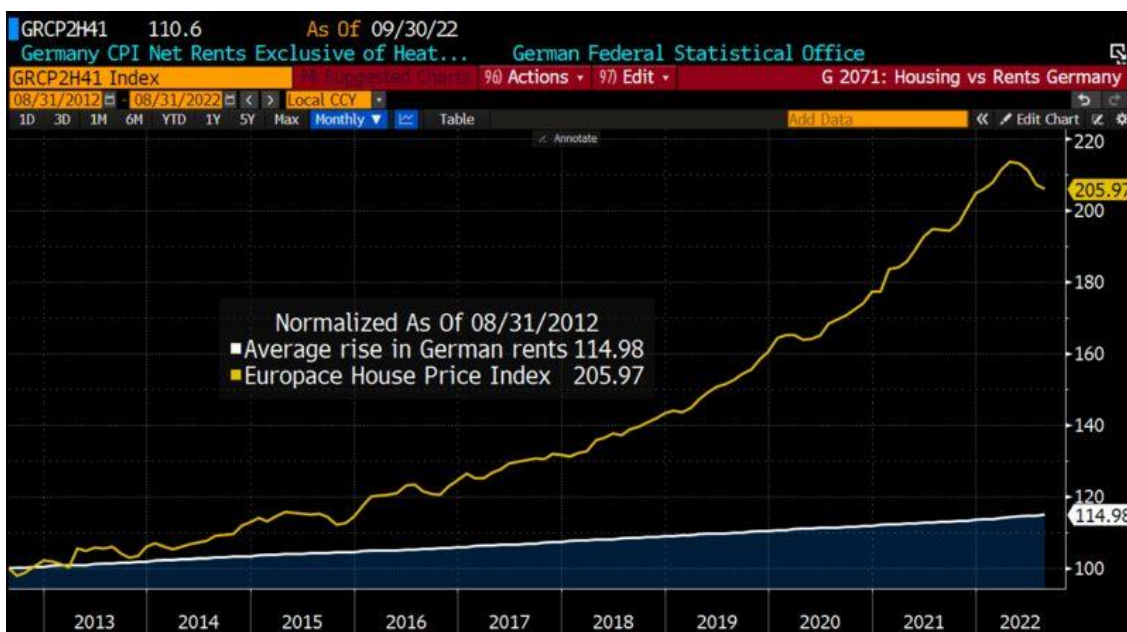 GRCP2H41 110.6 As Of 09/30/22
Germany CPI Net Rents Exclusive of Heat... German Federal Statistical Office
GRCP2H41 Index 94) Suggested Charts 96) Actions 97) Edit G 2071: Housing vs Rents Germany
08/31/2012 - 08/31/2022 < > Local CCY
1D 3D 1M 6M YTD 1Y 5Y Max Monthly ▼ Table Add Data « Edit Chart
Annotate
220
205.97
200
180
Normalized As Of 08/31/2012
Average rise in German rents 114.98
Europace House Price Index 205.97
160
140
120
114.98
100
2013 2014 2015 2016 2017 2018 2019 2020 2021 2022